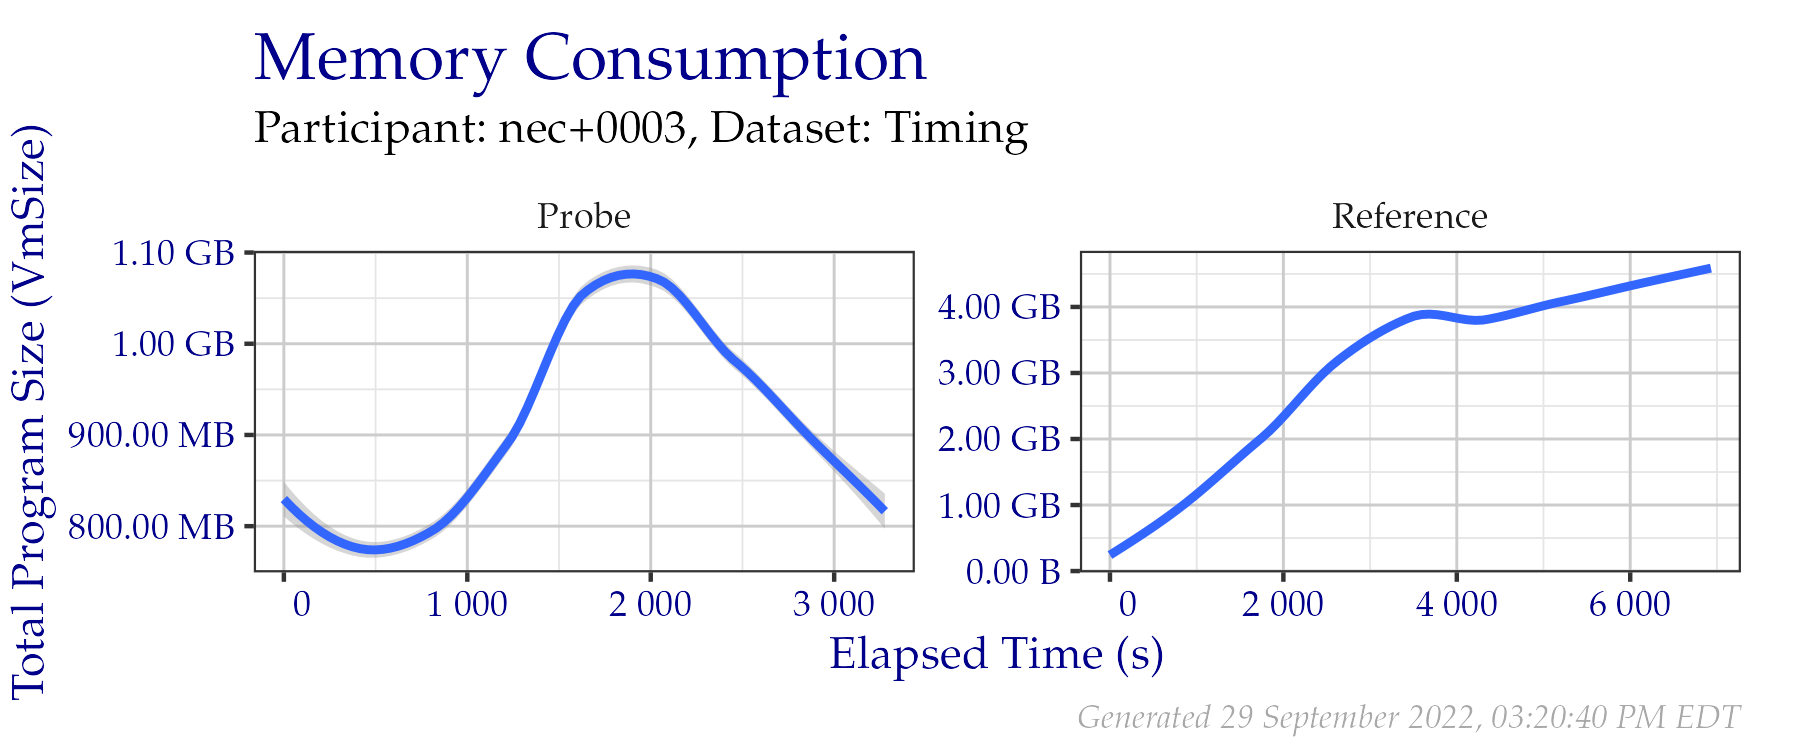 Memory Consumption
Participant: nec+0003, Dataset: Timing
Total Program Size (VmSize)
Probe
1.10 GB
1.00 GB
900.00 MB
800.00 MB
0 1 000 2 000 3 000
Reference
4.00 GB
3.00 GB
2.00 GB
1.00 GB
0.00 B
0 2 000 4 000 6 000
Elapsed Time (s)
Generated 29 September 2022, 03:20:40 PM EDT